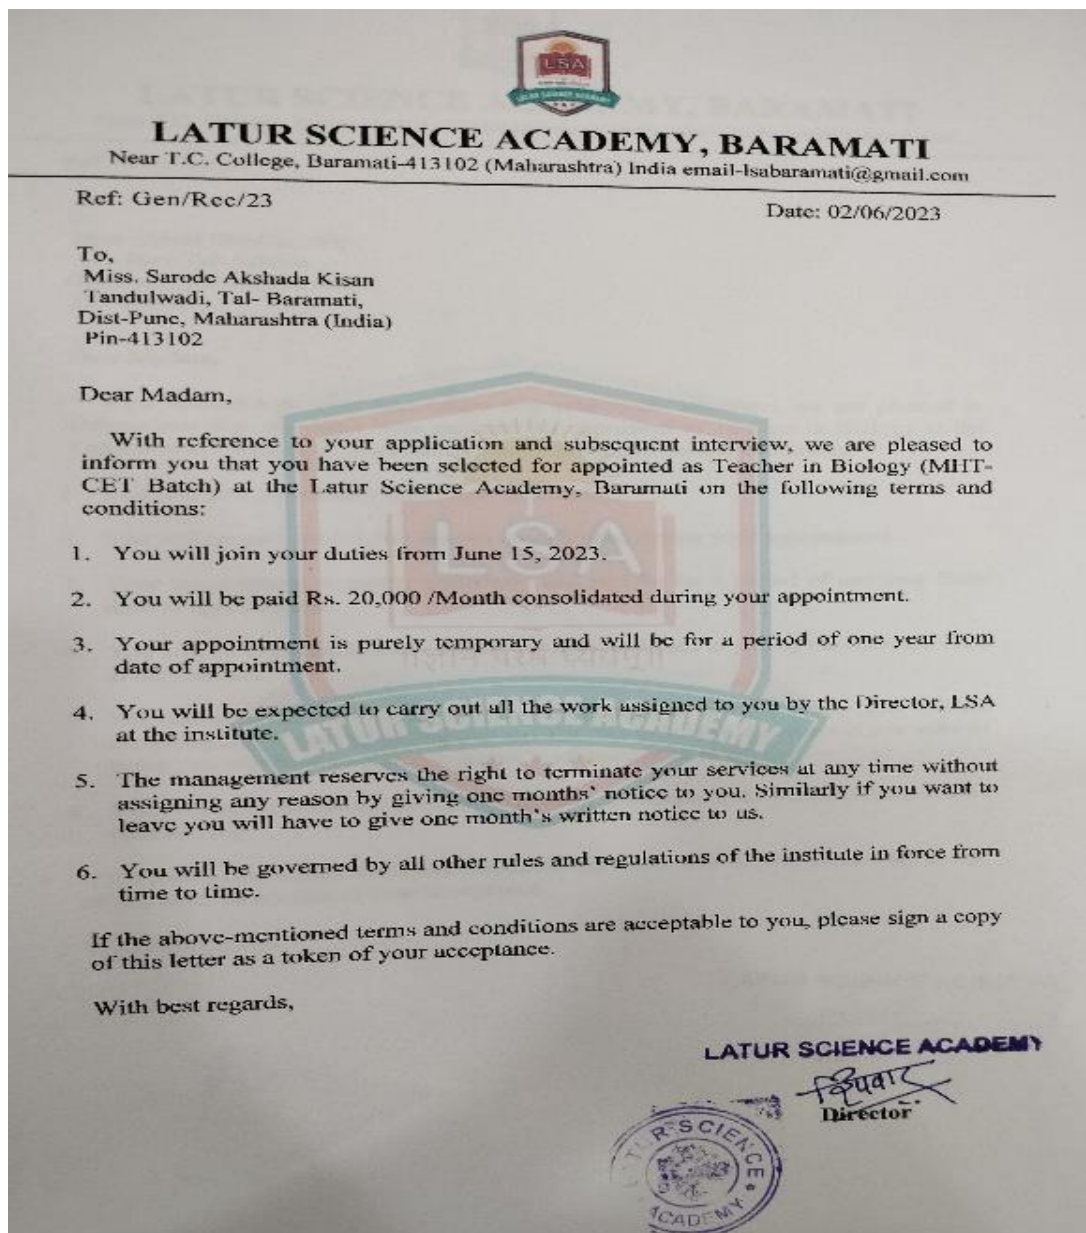 LSA
LATUR SCIENCE ACADEMY
LATUR SCIENCE ACADEMY, BARAMATI
Near T.C. College, Baramati-413102 (Maharashtra) India email-lsabaramati@gmail.com
Ref: Gen/Rec/23
Date: 02/06/2023
To,
Miss. Sarode Akshada Kisan
Tandulwadi, Tal- Baramati,
Dist-Pune, Maharashtra (India)
Pin-413102
Dear Madam,
With reference to your application and subsequent interview, we are pleased to
inform you that you have been selected for appointed as Teacher in Biology (MHT-
CET Batch) at the Latur Science Academy, Baramati on the following terms and
conditions:
1. You will join your duties from June 15, 2023.
2. You will be paid Rs. 20,000 /Month consolidated during your appointment.
3. Your appointment is purely temporary and will be for a period of one year from
date of appointment.
4. You will be expected to carry out all the work assigned to you by the Director, LSA
at the institute.
5. The management reserves the right to terminate your services at any time without
assigning any reason by giving one months' notice to you. Similarly if you want to
leave you will have to give one month's written notice to us.
6. You will be governed by all other rules and regulations of the institute in force from
time to time.
If the above-mentioned terms and conditions are acceptable to you, please sign a copy
of this letter as a token of your acceptance.
With best regards,
LSA
LATUR SCIENCE ACADEMY
LATUR SCIENCE ACADEMY
Director
LATUR SCIENCE
ACADEMY